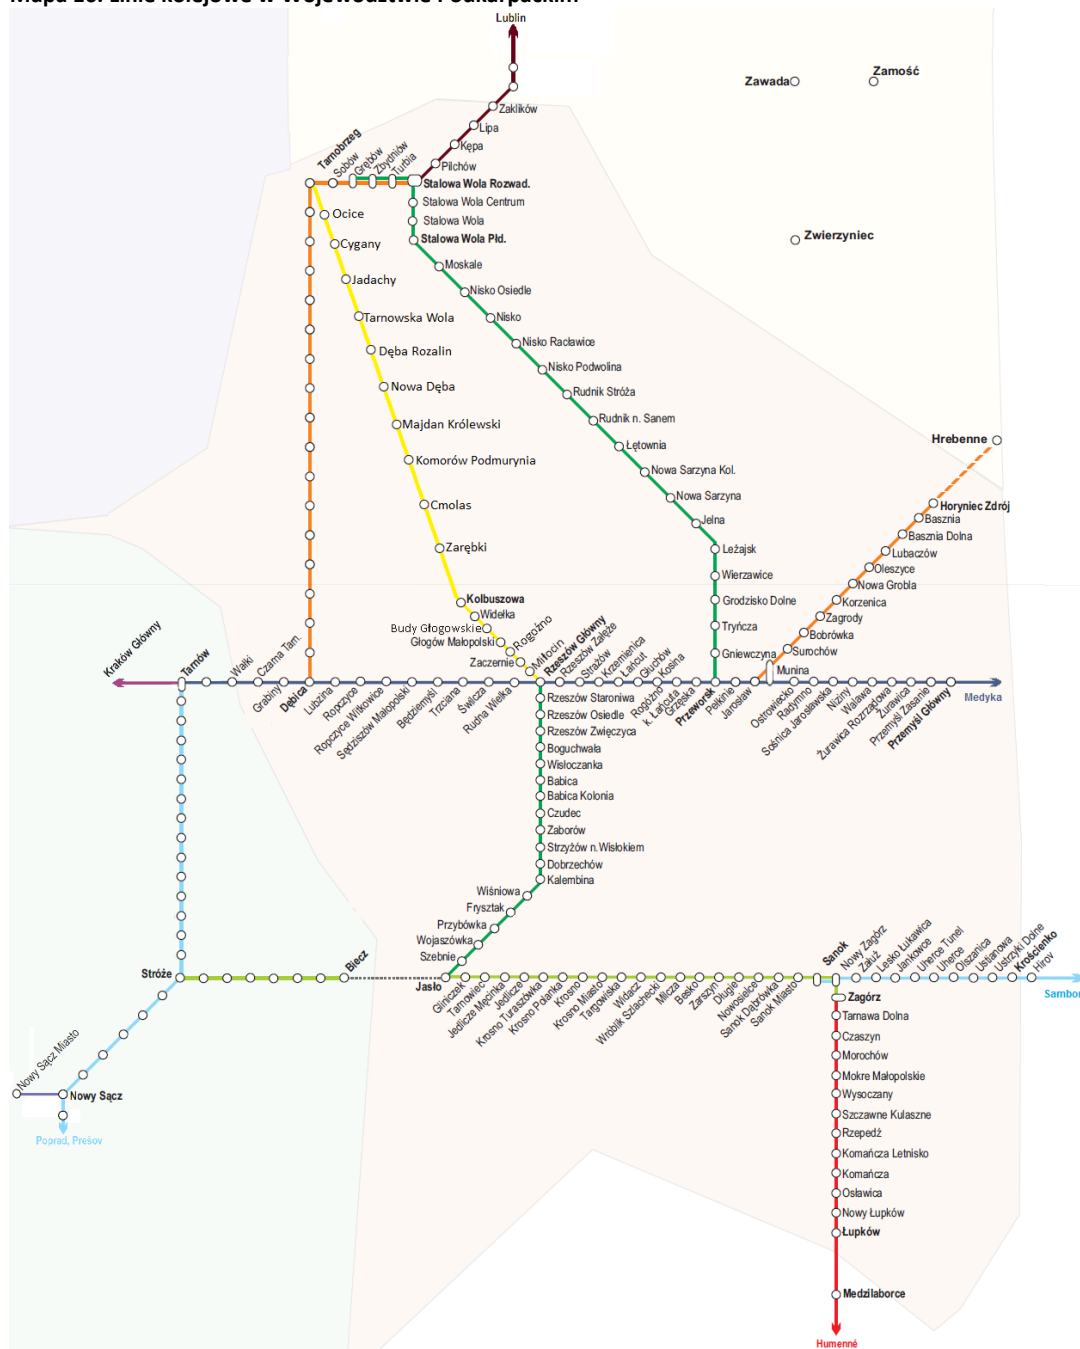 Mapa 10. Linie kolejowe w Województwie Podkarpackim
Lublin
Zawada
Zamość
Zaklików
Lipa
Kępa
Pilchów
Tarnobrzeg
Sobów
Grębów
Zbydniów
Turbia
Stalowa Wola Rozwad.
Stalowa Wola Centrum
Stalowa Wola
Stalowa Wola Płd.
Zwierzyniec
Ocice
Cygany
Jadachy
Tarnowska Wola
Dęba Rozalin
Nowa Dęba
Majdan Królewski
Komorów Podmurynia
Cmolas
Zarębki
Kolbuszowa
Widełka
Budy Głogowskie
Głogów Małopolski
Rogoźno
Zaczernie
Miłocin
Moskale
Nisko Osiedle
Nisko
Nisko Racławice
Nisko Podwolina
Rudnik Stróża
Rudnik n. Sanem
Łętownia
Nowa Sarzyna Kol.
Nowa Sarzyna
Jelna
Leżajsk
Wierzawice
Grodzisko Dolne
Tryńcza
Gniewczyna
Hrebenne
Horyniec Zdrój
Basznia
Basznia Dolna
Lubaczów
Oleszyce
Nowa Grobla
Korzenica
Zagrody
Bobrówka
Surochów
Munina
Kraków Główny
Tarnów
Wałki
Czarna Tarn.
Grabiny
Dębica
Lubzina
Ropczyce
Ropczyce Witkowice
Sędziszów Małopolski
Będziemyśl
Trzciana
Świlcza
Rudna Wielka
Rzeszów Główny
Rzeszów Załęże
Strażów
Krzemienica
Łańcut
Głuchów
Kosina
Rogóżno
k. Łańcuta
Grzęska
Przeworsk
Pełkinie
Jarosław
Ostrowiecko
Radymno
Sośnica Jarosławska
Niziny
Walawa
Żurawica Rozrządowa
Żurawica
Przemyśl Zasanie
Przemyśl Główny
Medyka
Rzeszów Staroniwa
Rzeszów Osiedle
Rzeszów Zwięczyca
Boguchwała
Wisłoczanka
Babica
Babica Kolonia
Czudec
Zaborów
Strzyżów n.Wisłokiem
Dobrzechów
Kalembina
Wiśniowa
Frysztak
Przybówka
Wojaszówka
Szebnie
Stróże
Biecz
Jasło
Gliniczek
Tarnowiec
Jedlicze Męcinka
Jedlicze
Krosno Turaszówka
Krosno Polanka
Krosno
Krosno Miasto
Targowiska
Widacz
Wróblik Szlachecki
Milcza
Besko
Zarszyn
Długie
Nowosielce
Sanok Dąbrówka
Sanok Miasto
Sanok
Nowy Zagórz
Załuż
Lesko Łukawica
Jankowce
Uherce Tunel
Uherce
Olszanica
Ustianowa
Ustrzyki Dolne
Krościenko
Hirov
Sambor
Zagórz
Tarnawa Dolna
Czaszyn
Morochów
Mokre Małopolskie
Wysoczany
Szczawne Kulaszne
Rzepedź
Komańcza Letnisko
Komańcza
Osławica
Nowy Łupków
Łupków
Medzilaborce
Humenné
Nowy Sącz Miasto
Nowy Sącz
Poprad, Prešov